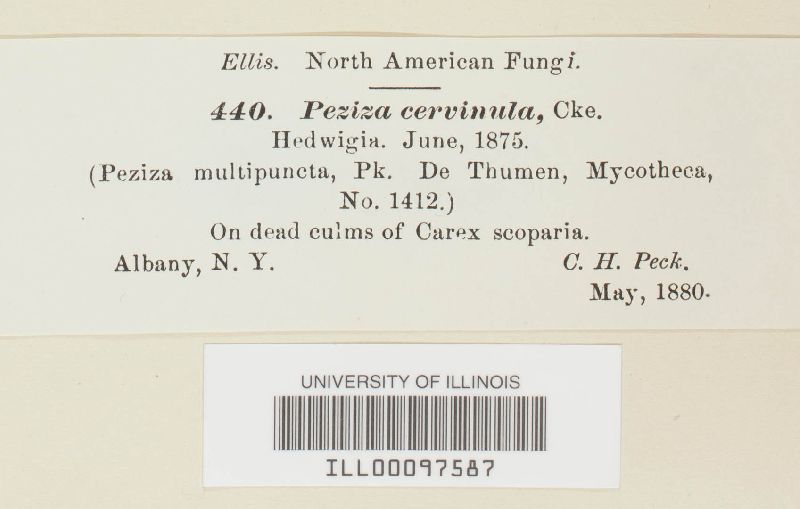 Ellis. North American Fungi.
440. Peziza cervinula, Cke.
Hedwigia. June, 1875.
(Peziza multipuncta, Pk. De Thumen, Mycotheca,
No. 1412.)
On dead culms of Carex scoparia.
Albany, N. Y. C. H. Peck.
May, 1880.
UNIVERSITY OF ILLINOIS
ILL00097587